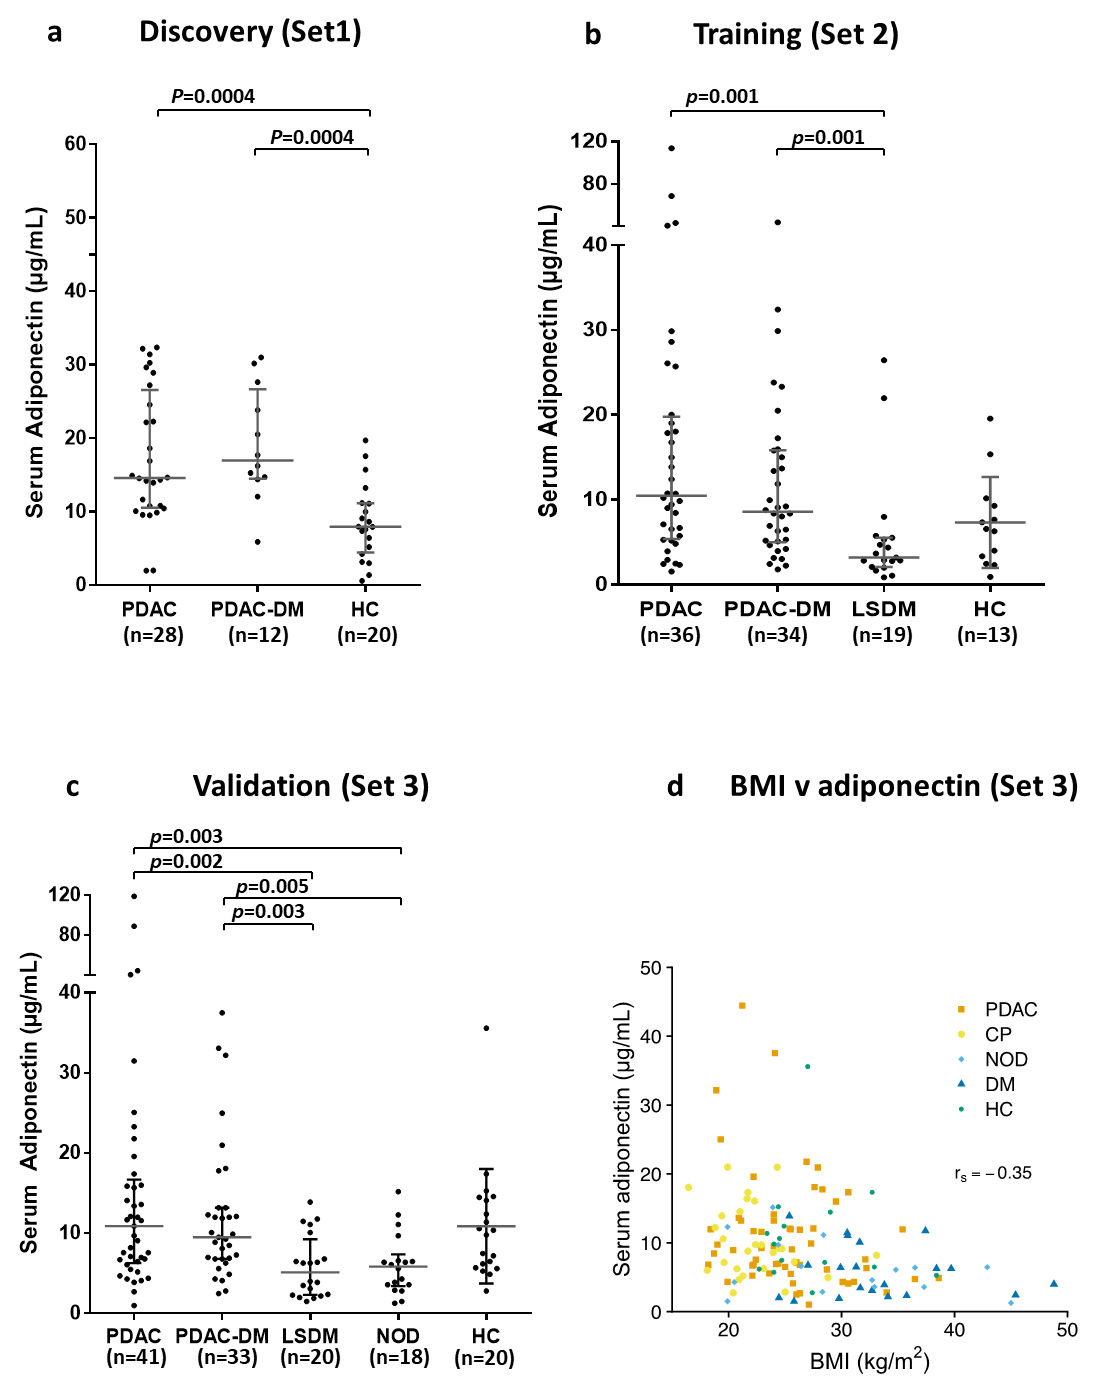 a Discovery (Set1)
P=0.0004
P=0.0004
Serum Adiponectin (µg/mL)
60
50
40
30
20
10
0
PDAC PDAC-DM HC
(n=28) (n=12) (n=20)
b Training (Set 2)
p=0.001
p=0.001
Serum Adiponectin (µg/mL)
120
80
40
30
20
10
0
PDAC PDAC-DM LSDM HC
(n=36) (n=34) (n=19) (n=13)
c Validation (Set 3)
p=0.003
p=0.002
p=0.005
p=0.003
Serum Adiponectin (µg/mL)
120
80
40
30
20
10
0
PDAC PDAC-DM LSDM NOD HC
(n=41) (n=33) (n=20) (n=18) (n=20)
d BMI v adiponectin (Set 3)
Serum adiponectin (µg/mL)
50
40
30
20
10
0
PDAC
CP
NOD
DM
HC
rs = −0.35
20 30 40 50
BMI (kg/m2)